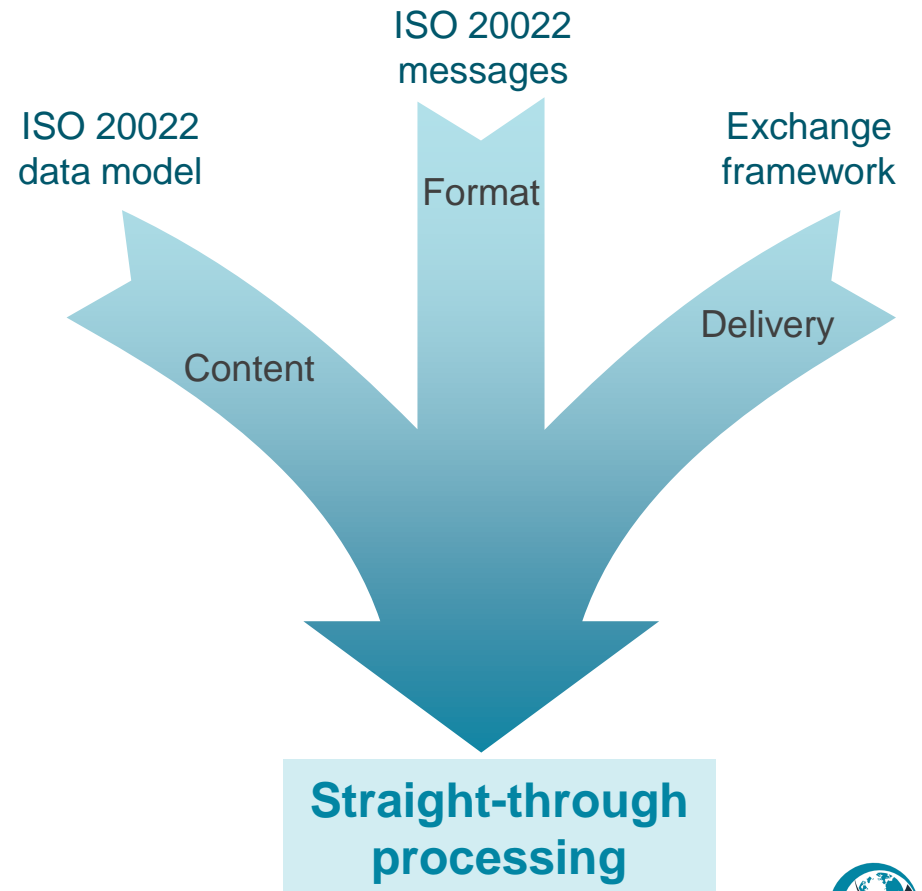 ISO 20022
messages
ISO 20022
data model
Exchange
framework
Format
Delivery
Content
Straight-through
processing